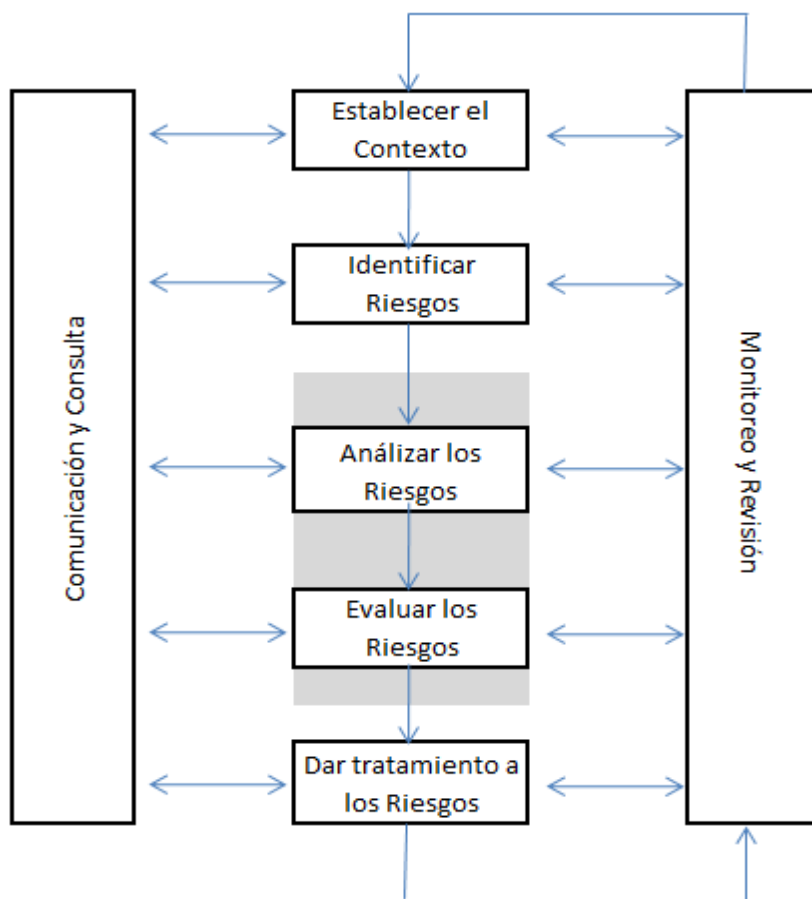 Establecer el
Contexto
Identificar
Riesgos
Análizar los
Riesgos
Evaluar los
Riesgos
Dar tratamiento a
los Riesgos
Comunicación y Consulta
Monitoreo y Revisión